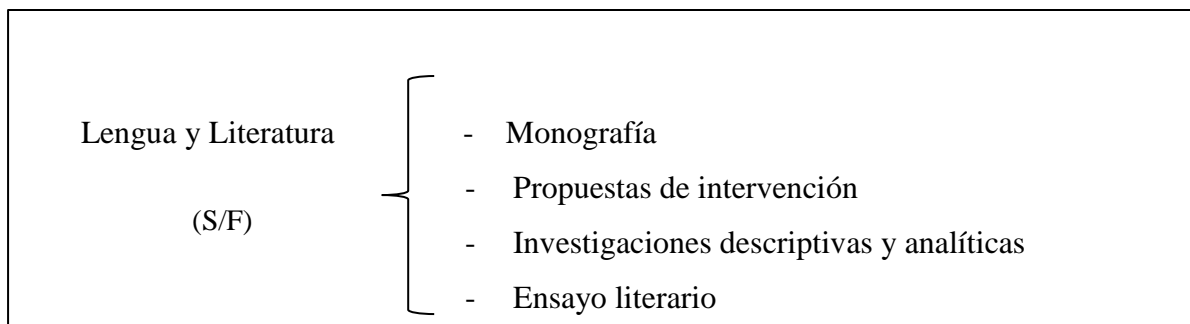 Lengua y Literatura
(S/F)
- Monografía
- Propuestas de intervención
- Investigaciones descriptivas y analíticas
- Ensayo literario